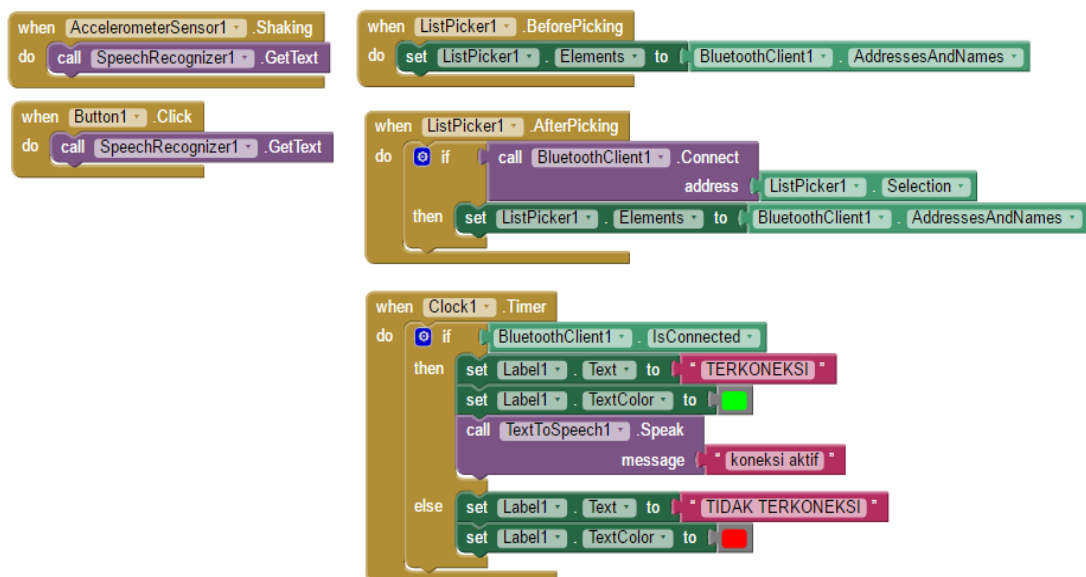 when AccelerometerSensor1 .Shaking
do call SpeechRecognizer1 .GetText
when Button1 .Click
do call SpeechRecognizer1 .GetText
when ListPicker1 .BeforePicking
do set ListPicker1 . Elements to BluetoothClient1 . AddressesAndNames
when ListPicker1 .AfterPicking
do if call BluetoothClient1 .Connect
address ListPicker1 . Selection
then set ListPicker1 . Elements to BluetoothClient1 . AddressesAndNames
when Clock1 .Timer
do if BluetoothClient1 . IsConnected
then set Label1 . Text to " TERKONEKSI "
set Label1 . TextColor to
call TextToSpeech1 .Speak
message " koneksi aktif "
else set Label1 . Text to " TIDAK TERKONEKSI "
set Label1 . TextColor to